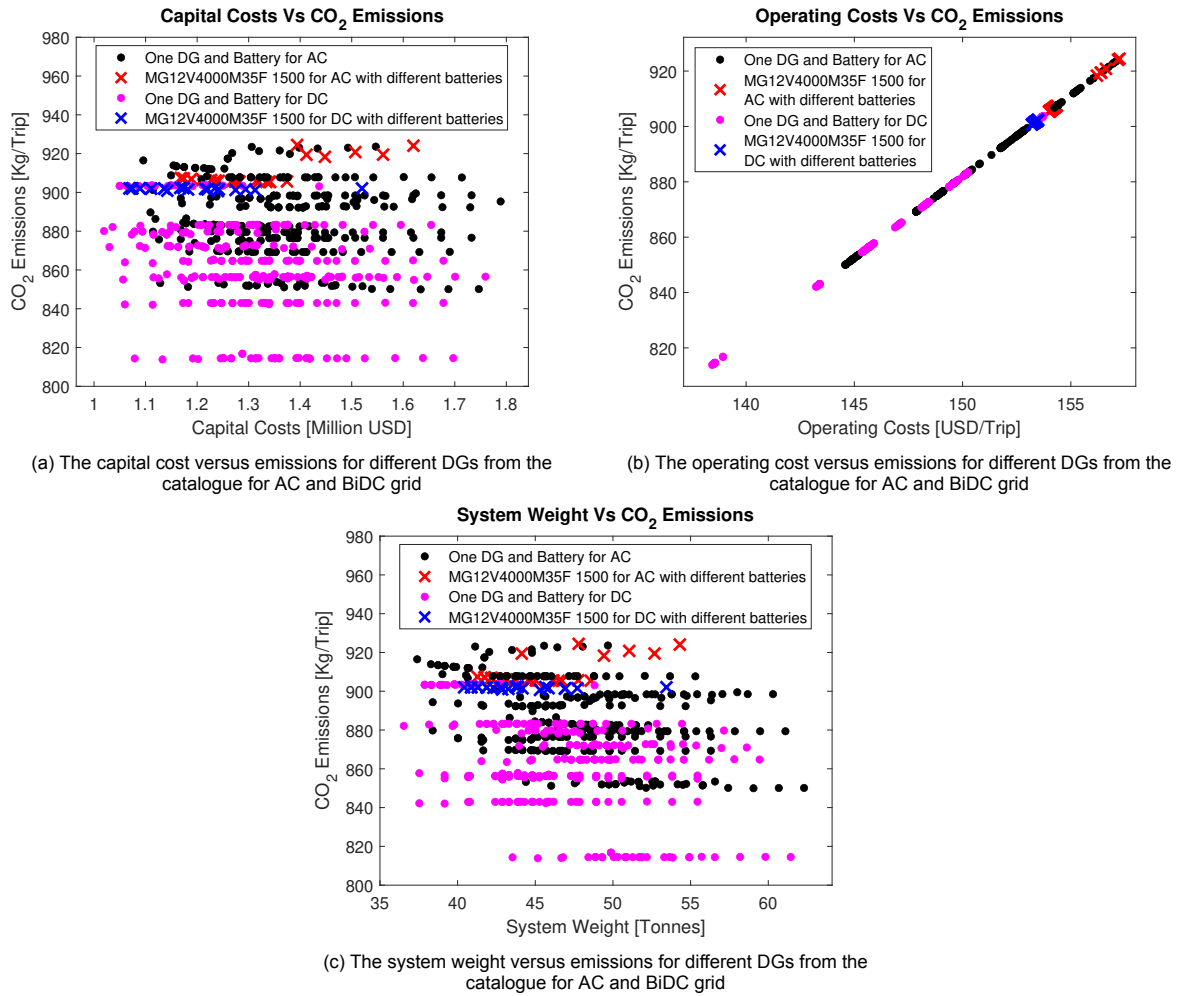 Capital Costs Vs CO2 Emissions
980
960
940
920
900
880
860
840
820
800
CO2 Emissions [Kg/Trip]
One DG and Battery for AC
MG12V4000M35F 1500 for AC with different batteries
One DG and Battery for DC
MG12V4000M35F 1500 for DC with different batteries
1 1.1 1.2 1.3 1.4 1.5 1.6 1.7 1.8
Capital Costs [Million USD]
(a) The capital cost versus emissions for different DGs from the
catalogue for AC and BiDC grid
Operating Costs Vs CO2 Emissions
920
900
880
860
840
820
CO2 Emissions [Kg/Trip]
One DG and Battery for AC
MG12V4000M35F 1500 for
AC with different batteries
One DG and Battery for DC
MG12V4000M35F 1500 for
DC with different batteries
140 145 150 155
Operating Costs [USD/Trip]
(b) The operating cost versus emissions for different DGs from the
catalogue for AC and BiDC grid
System Weight Vs CO2 Emissions
980
960
940
920
900
880
860
840
820
800
CO2 Emissions [Kg/Trip]
One DG and Battery for AC
MG12V4000M35F 1500 for AC with different batteries
One DG and Battery for DC
MG12V4000M35F 1500 for DC with different batteries
35 40 45 50 55 60
System Weight [Tonnes]
(c) The system weight versus emissions for different DGs from the
catalogue for AC and BiDC grid